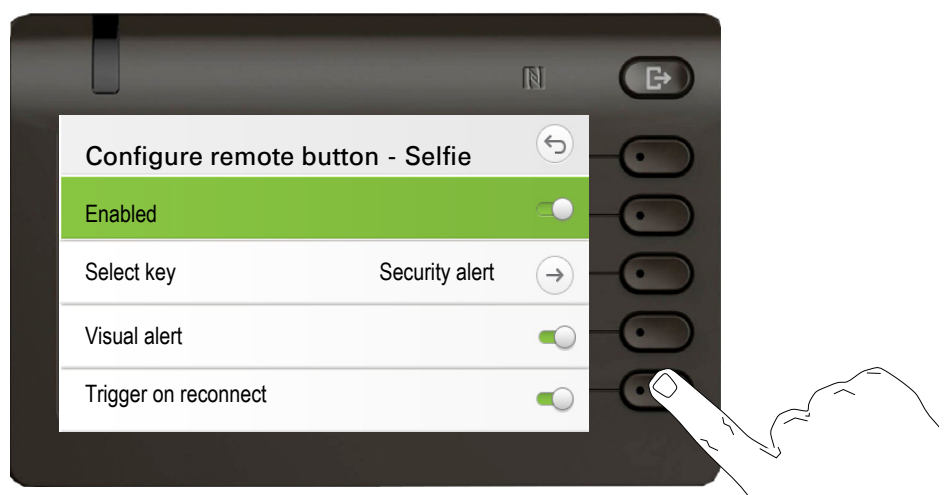 Configure remote button - Selfie
Enabled
Select key Security alert
Visual alert
Trigger on reconnect